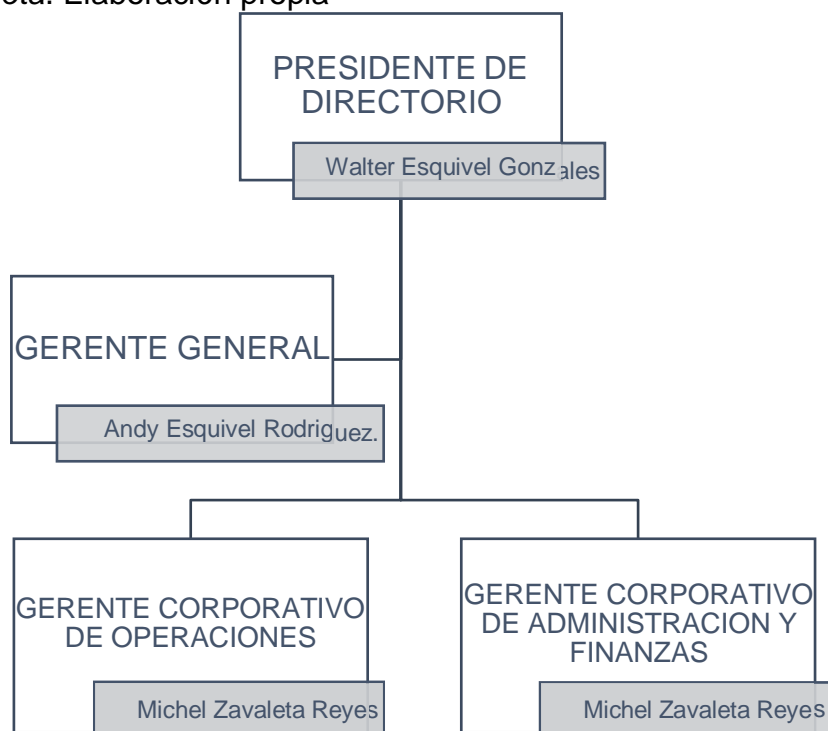 Elaboración propia
PRESIDENTE DE
DIRECTORIO
Walter Esquivel Gonzales
GERENTE GENERAL
Andy Esquivel Rodriguez.
GERENTE CORPORATIVO
DE OPERACIONES
Michel Zavaleta Reyes
GERENTE CORPORATIVO
DE ADMINISTRACION Y
FINANZAS
Michel Zavaleta Reyes